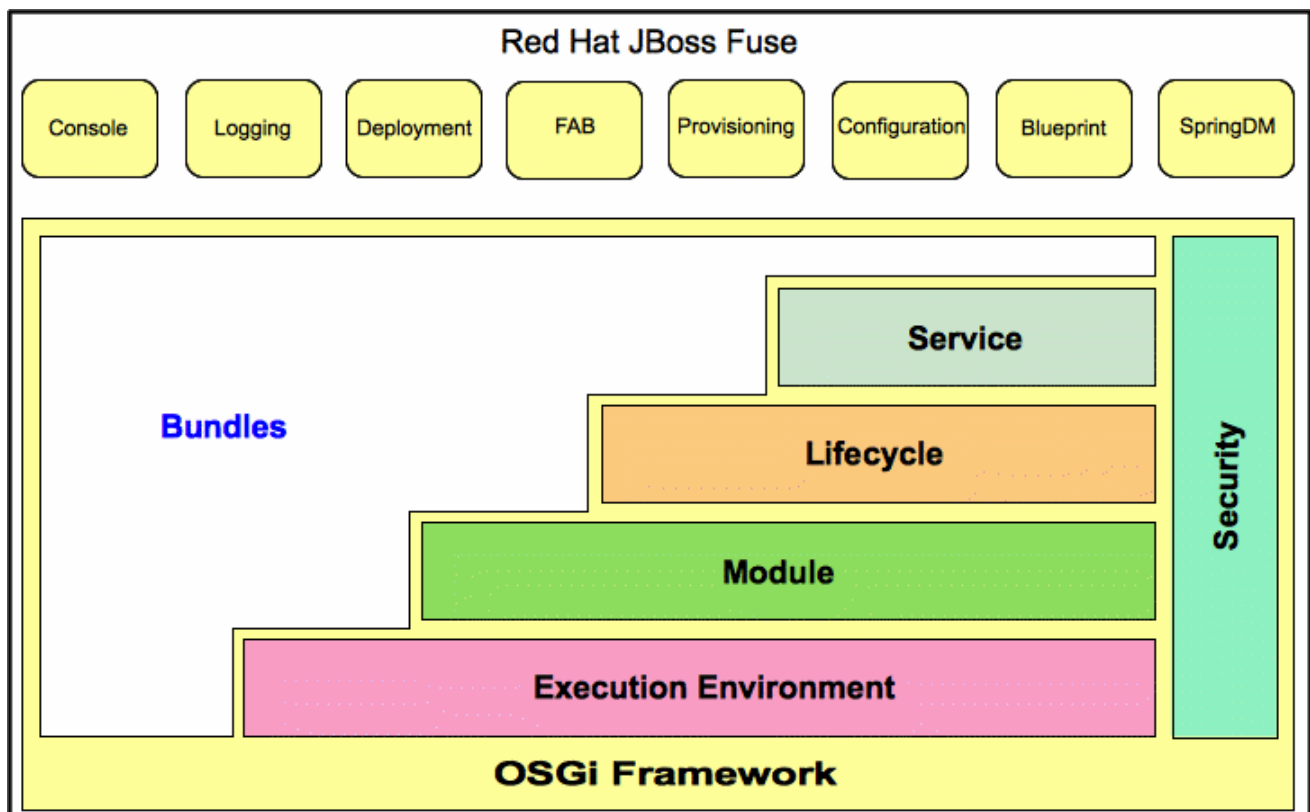 Red Hat JBoss Fuse
Console
Logging
Deployment
FAB
Provisioning
Configuration
Blueprint
SpringDM
Service
Bundles
Lifecycle
Security
Module
Execution Environment
OSGi Framework